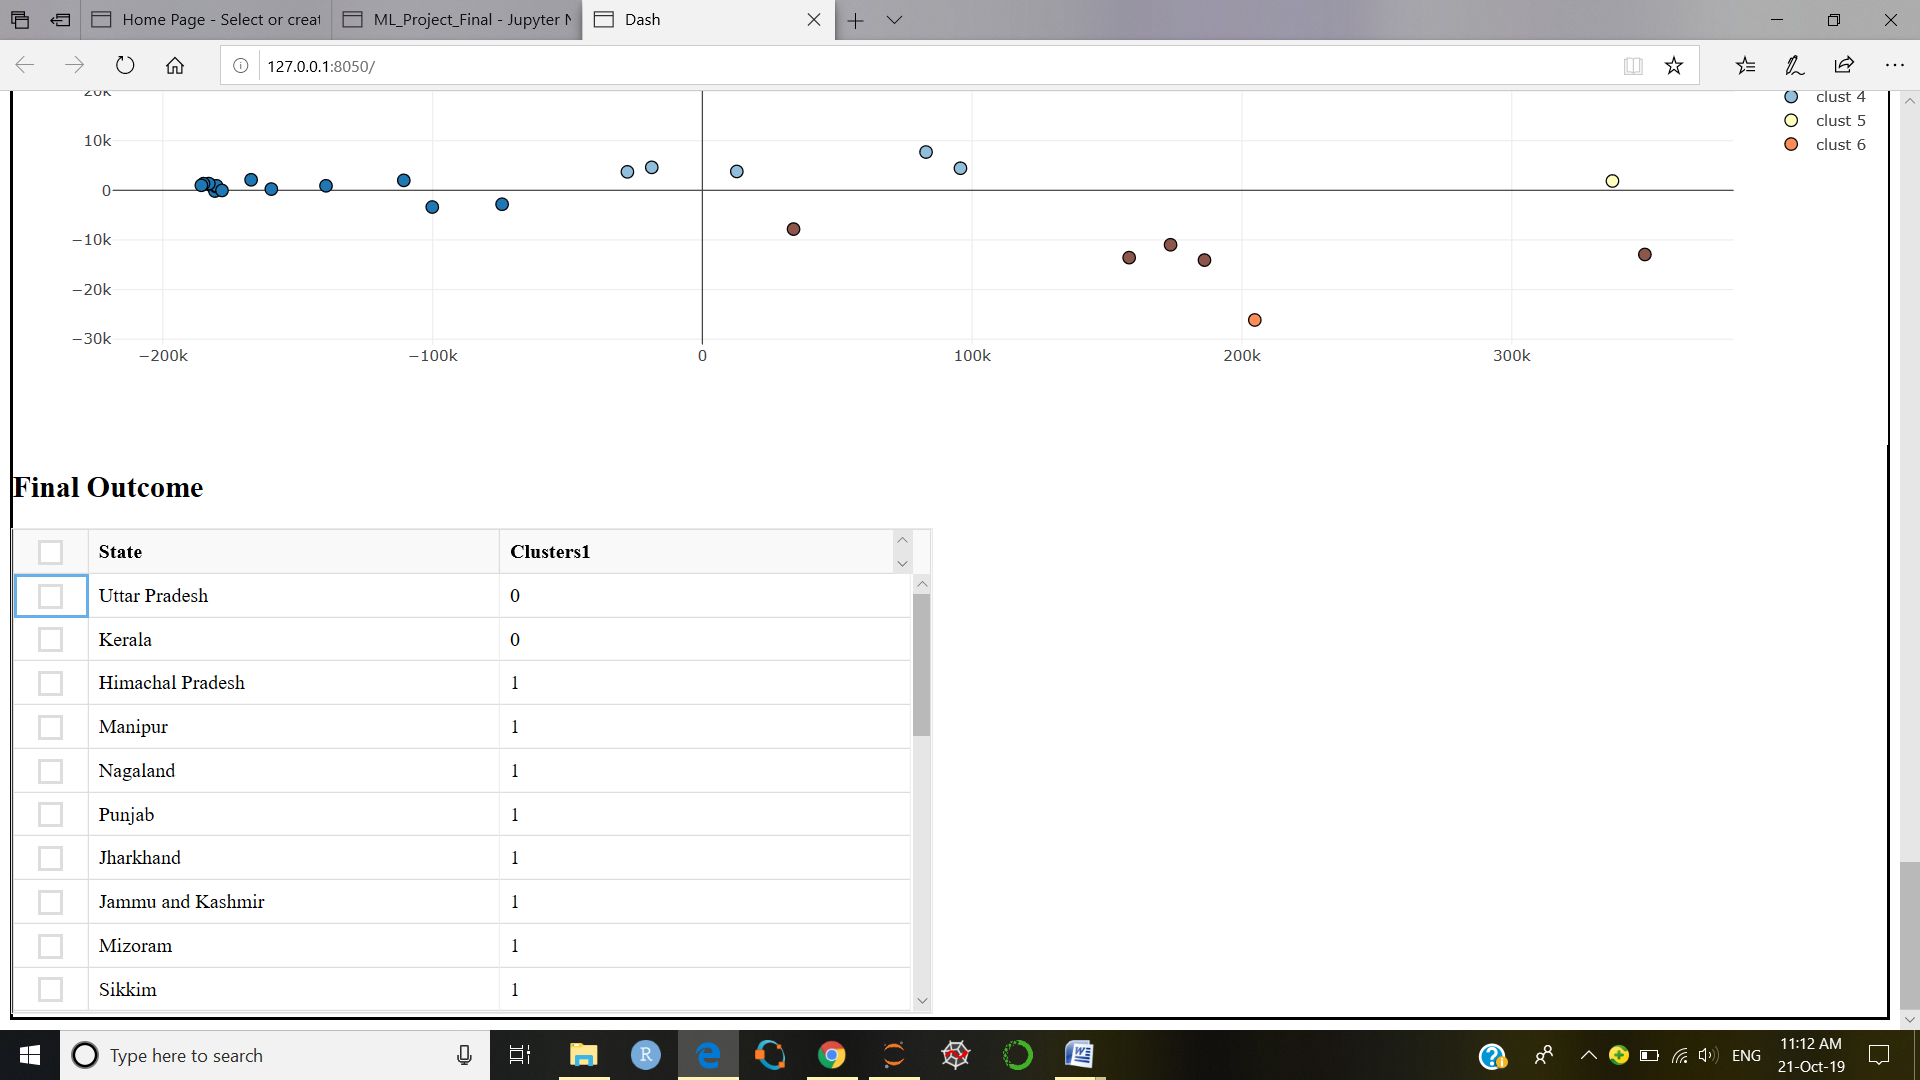 Home Page - Select or creat
ML_Project_Final - Jupyter N
Dash
127.0.0.1:8050/
20k
10k
0
−10k
−20k
−30k
−200k
−100k
0
100k
200k
300k
clust 4
clust 5
clust 6
Final Outcome
State Clusters1
Uttar Pradesh 0
Kerala 0
Himachal Pradesh 1
Manipur 1
Nagaland 1
Punjab 1
Jharkhand 1
Jammu and Kashmir 1
Mizoram 1
Sikkim 1
Type here to search
R
ENG
11:12 AM
21-Oct-19